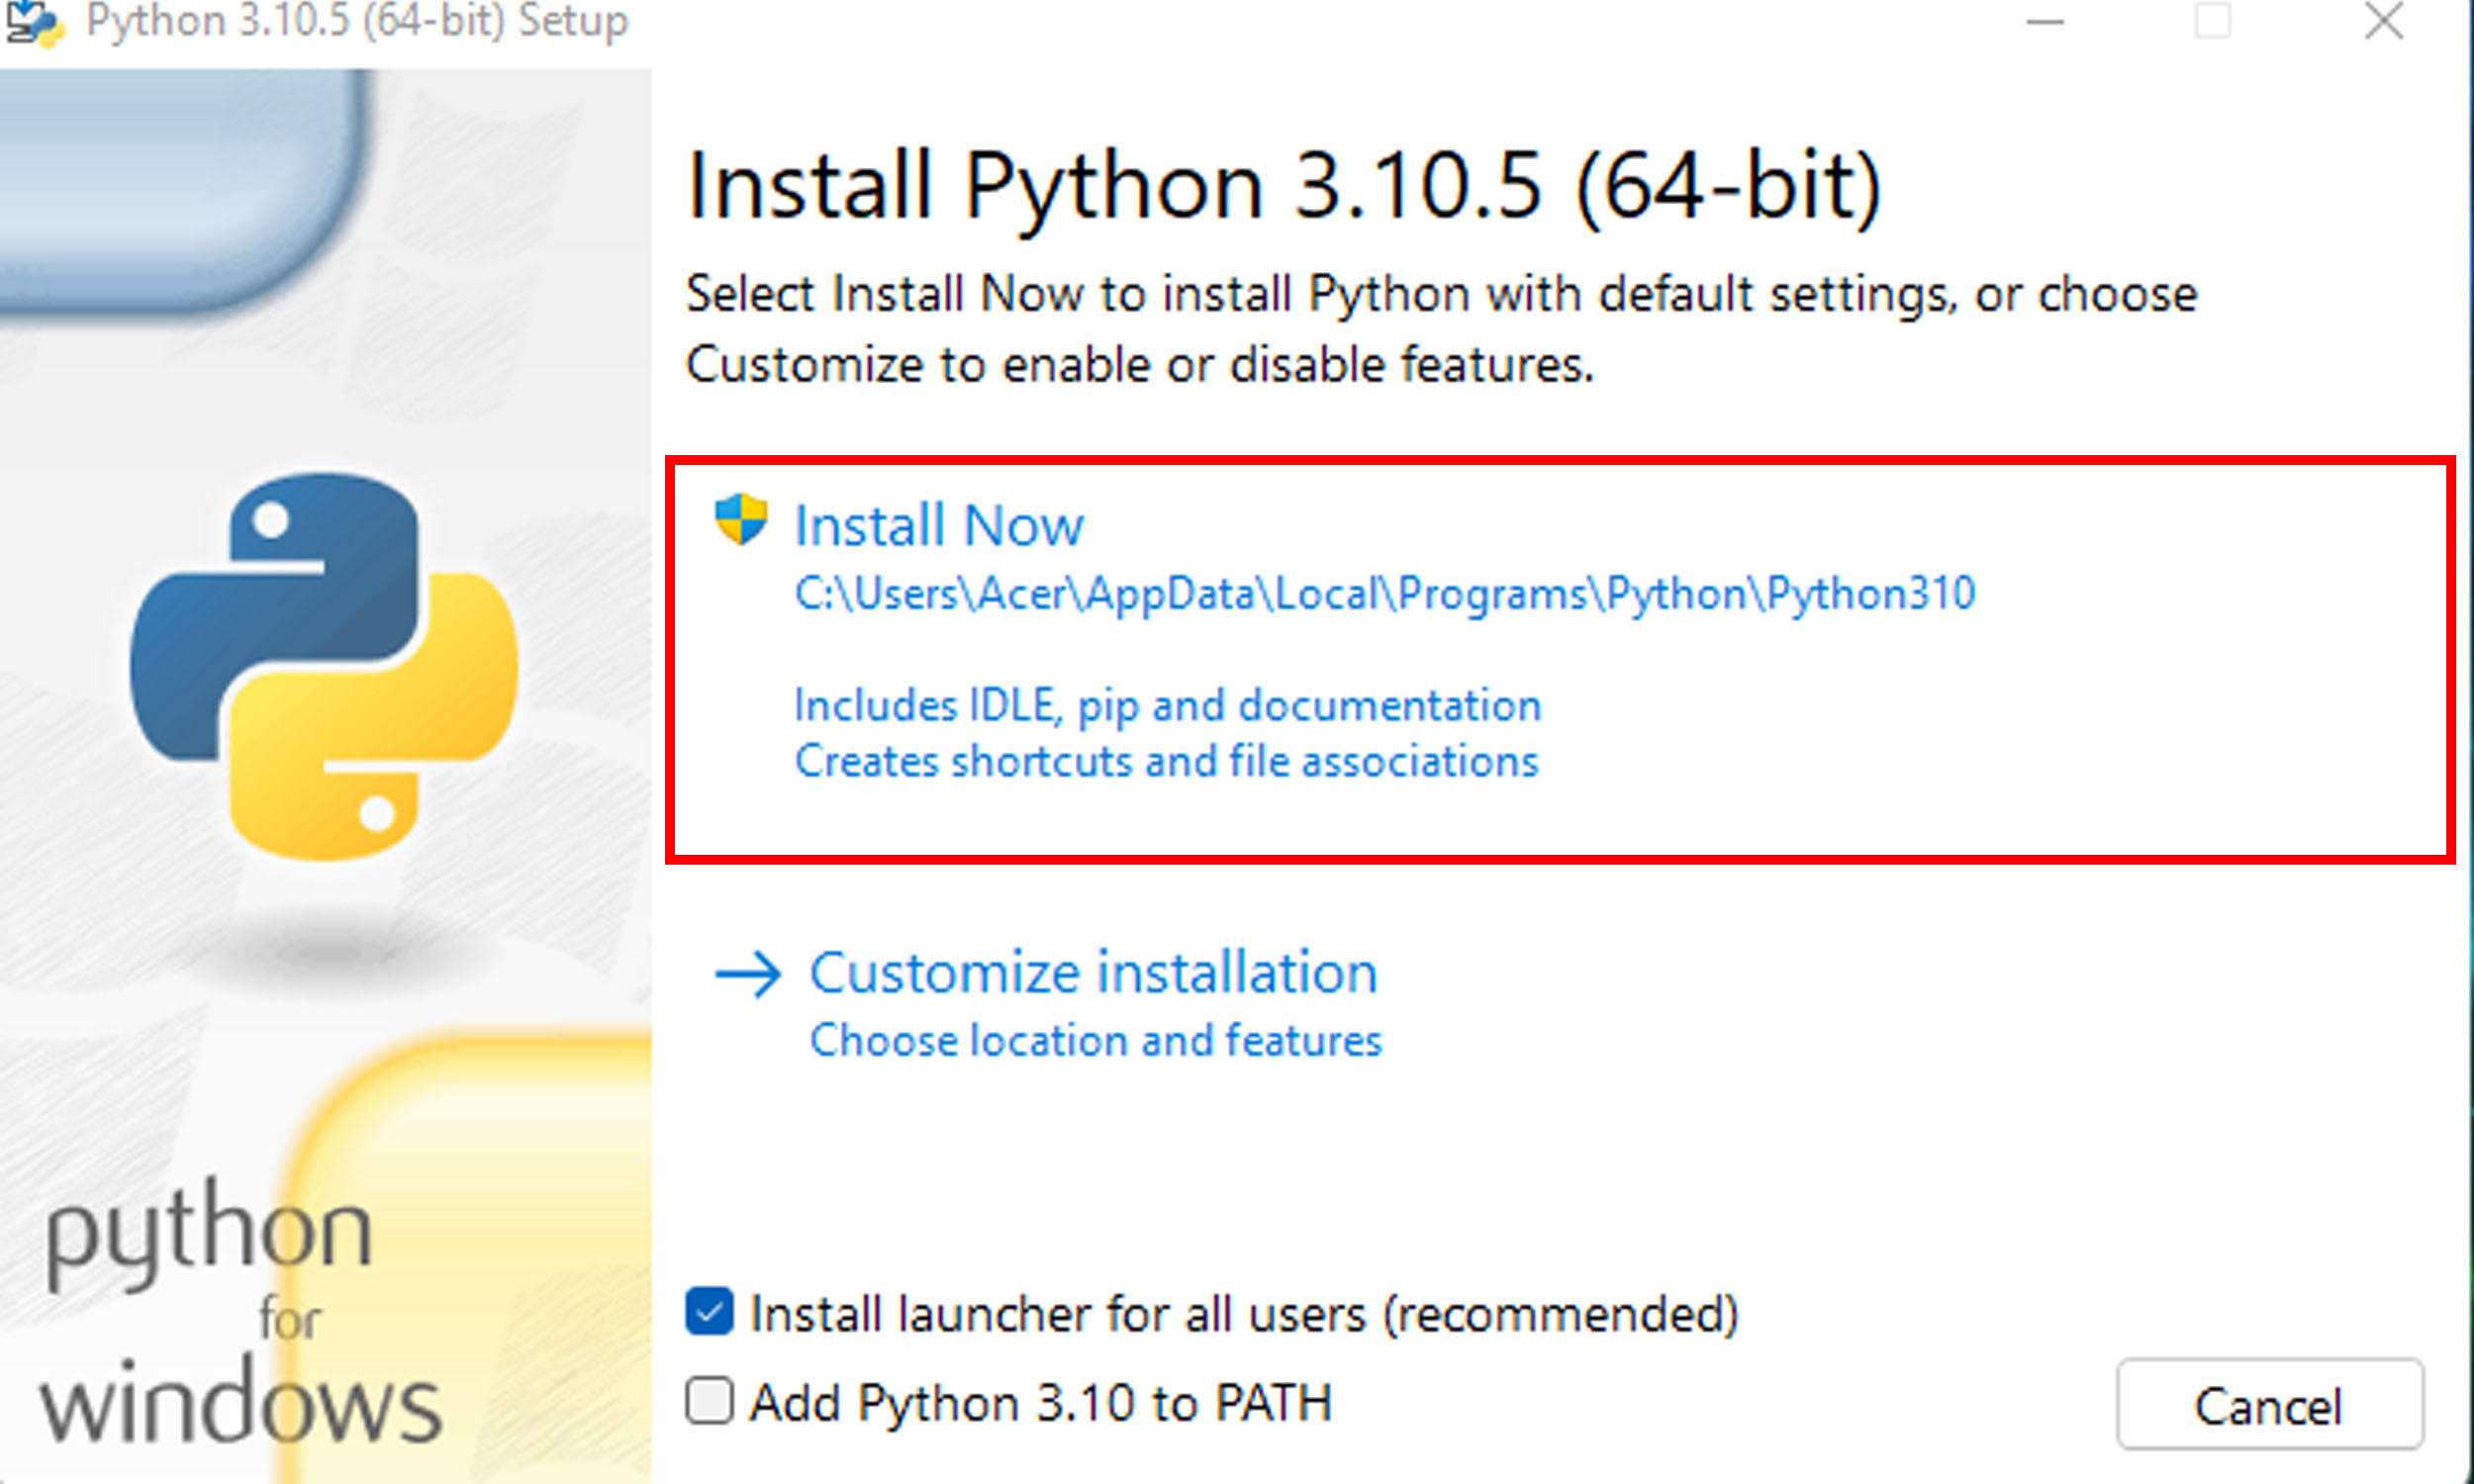 Python 3.10.5 (64-bit) Setup
Install Python 3.10.5 (64-bit)
Select Install Now to install Python with default settings, or choose
Customize to enable or disable features.
Install Now
C:\Users\Acer\AppData\Local\Programs\Python\Python310
Includes IDLE, pip and documentation
Creates shortcuts and file associations
Customize installation
Choose location and features
python
for
windows
Install launcher for all users (recommended)
Add Python 3.10 to PATH
Cancel